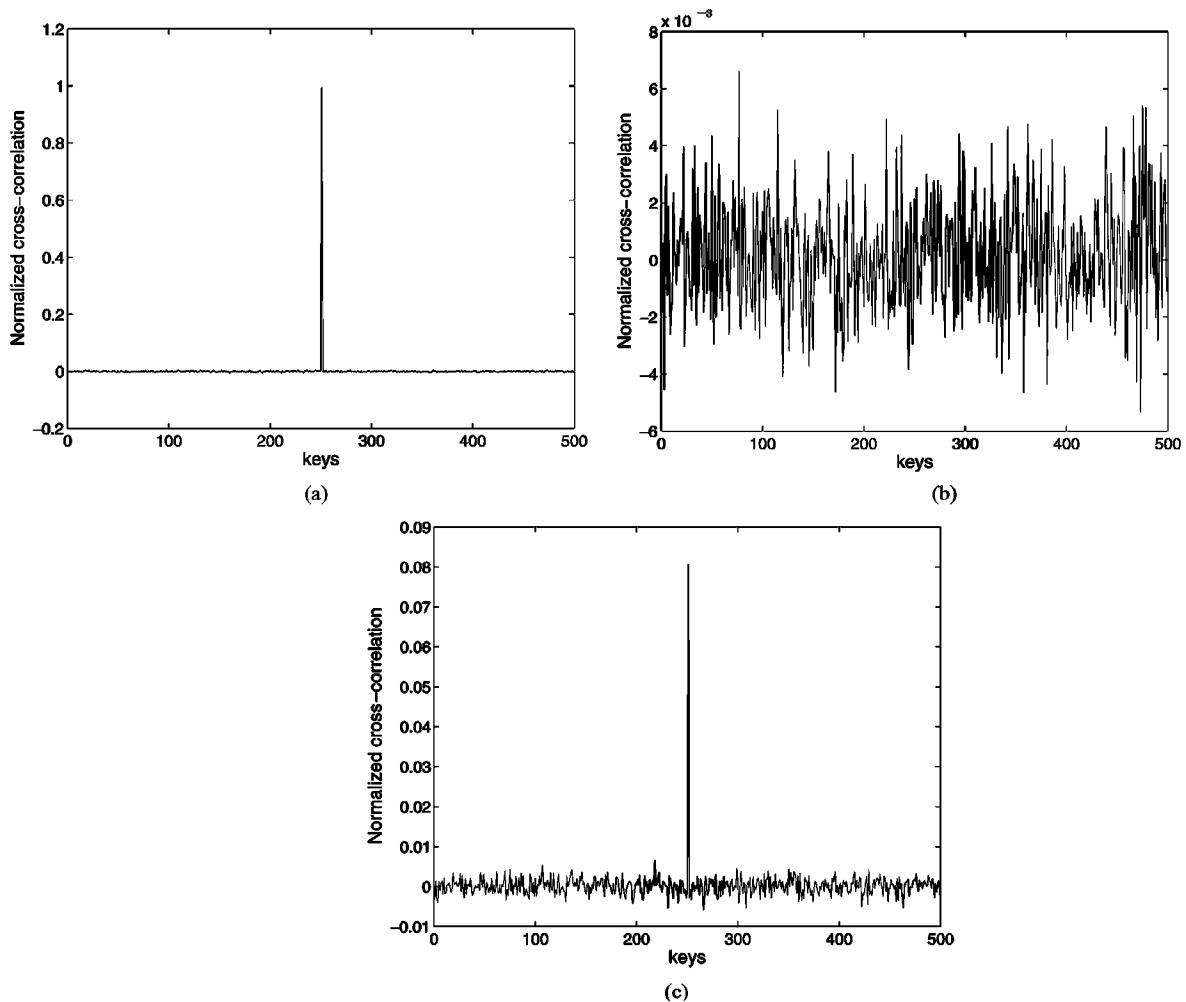 1.2
1
0.8
0.6
0.4
0.2
0
−0.2
Normalized cross−correlation
0 100 200 300 400 500
keys
(a)
x 10 −3
8
6
4
2
0
−2
−4
−6
Normalized cross−correlation
0 100 200 300 400 500
keys
(b)
0.09
0.08
0.07
0.06
0.05
0.04
0.03
0.02
0.01
0
−0.01
Normalized cross−correlation
0 100 200 300 400 500
keys
(c)